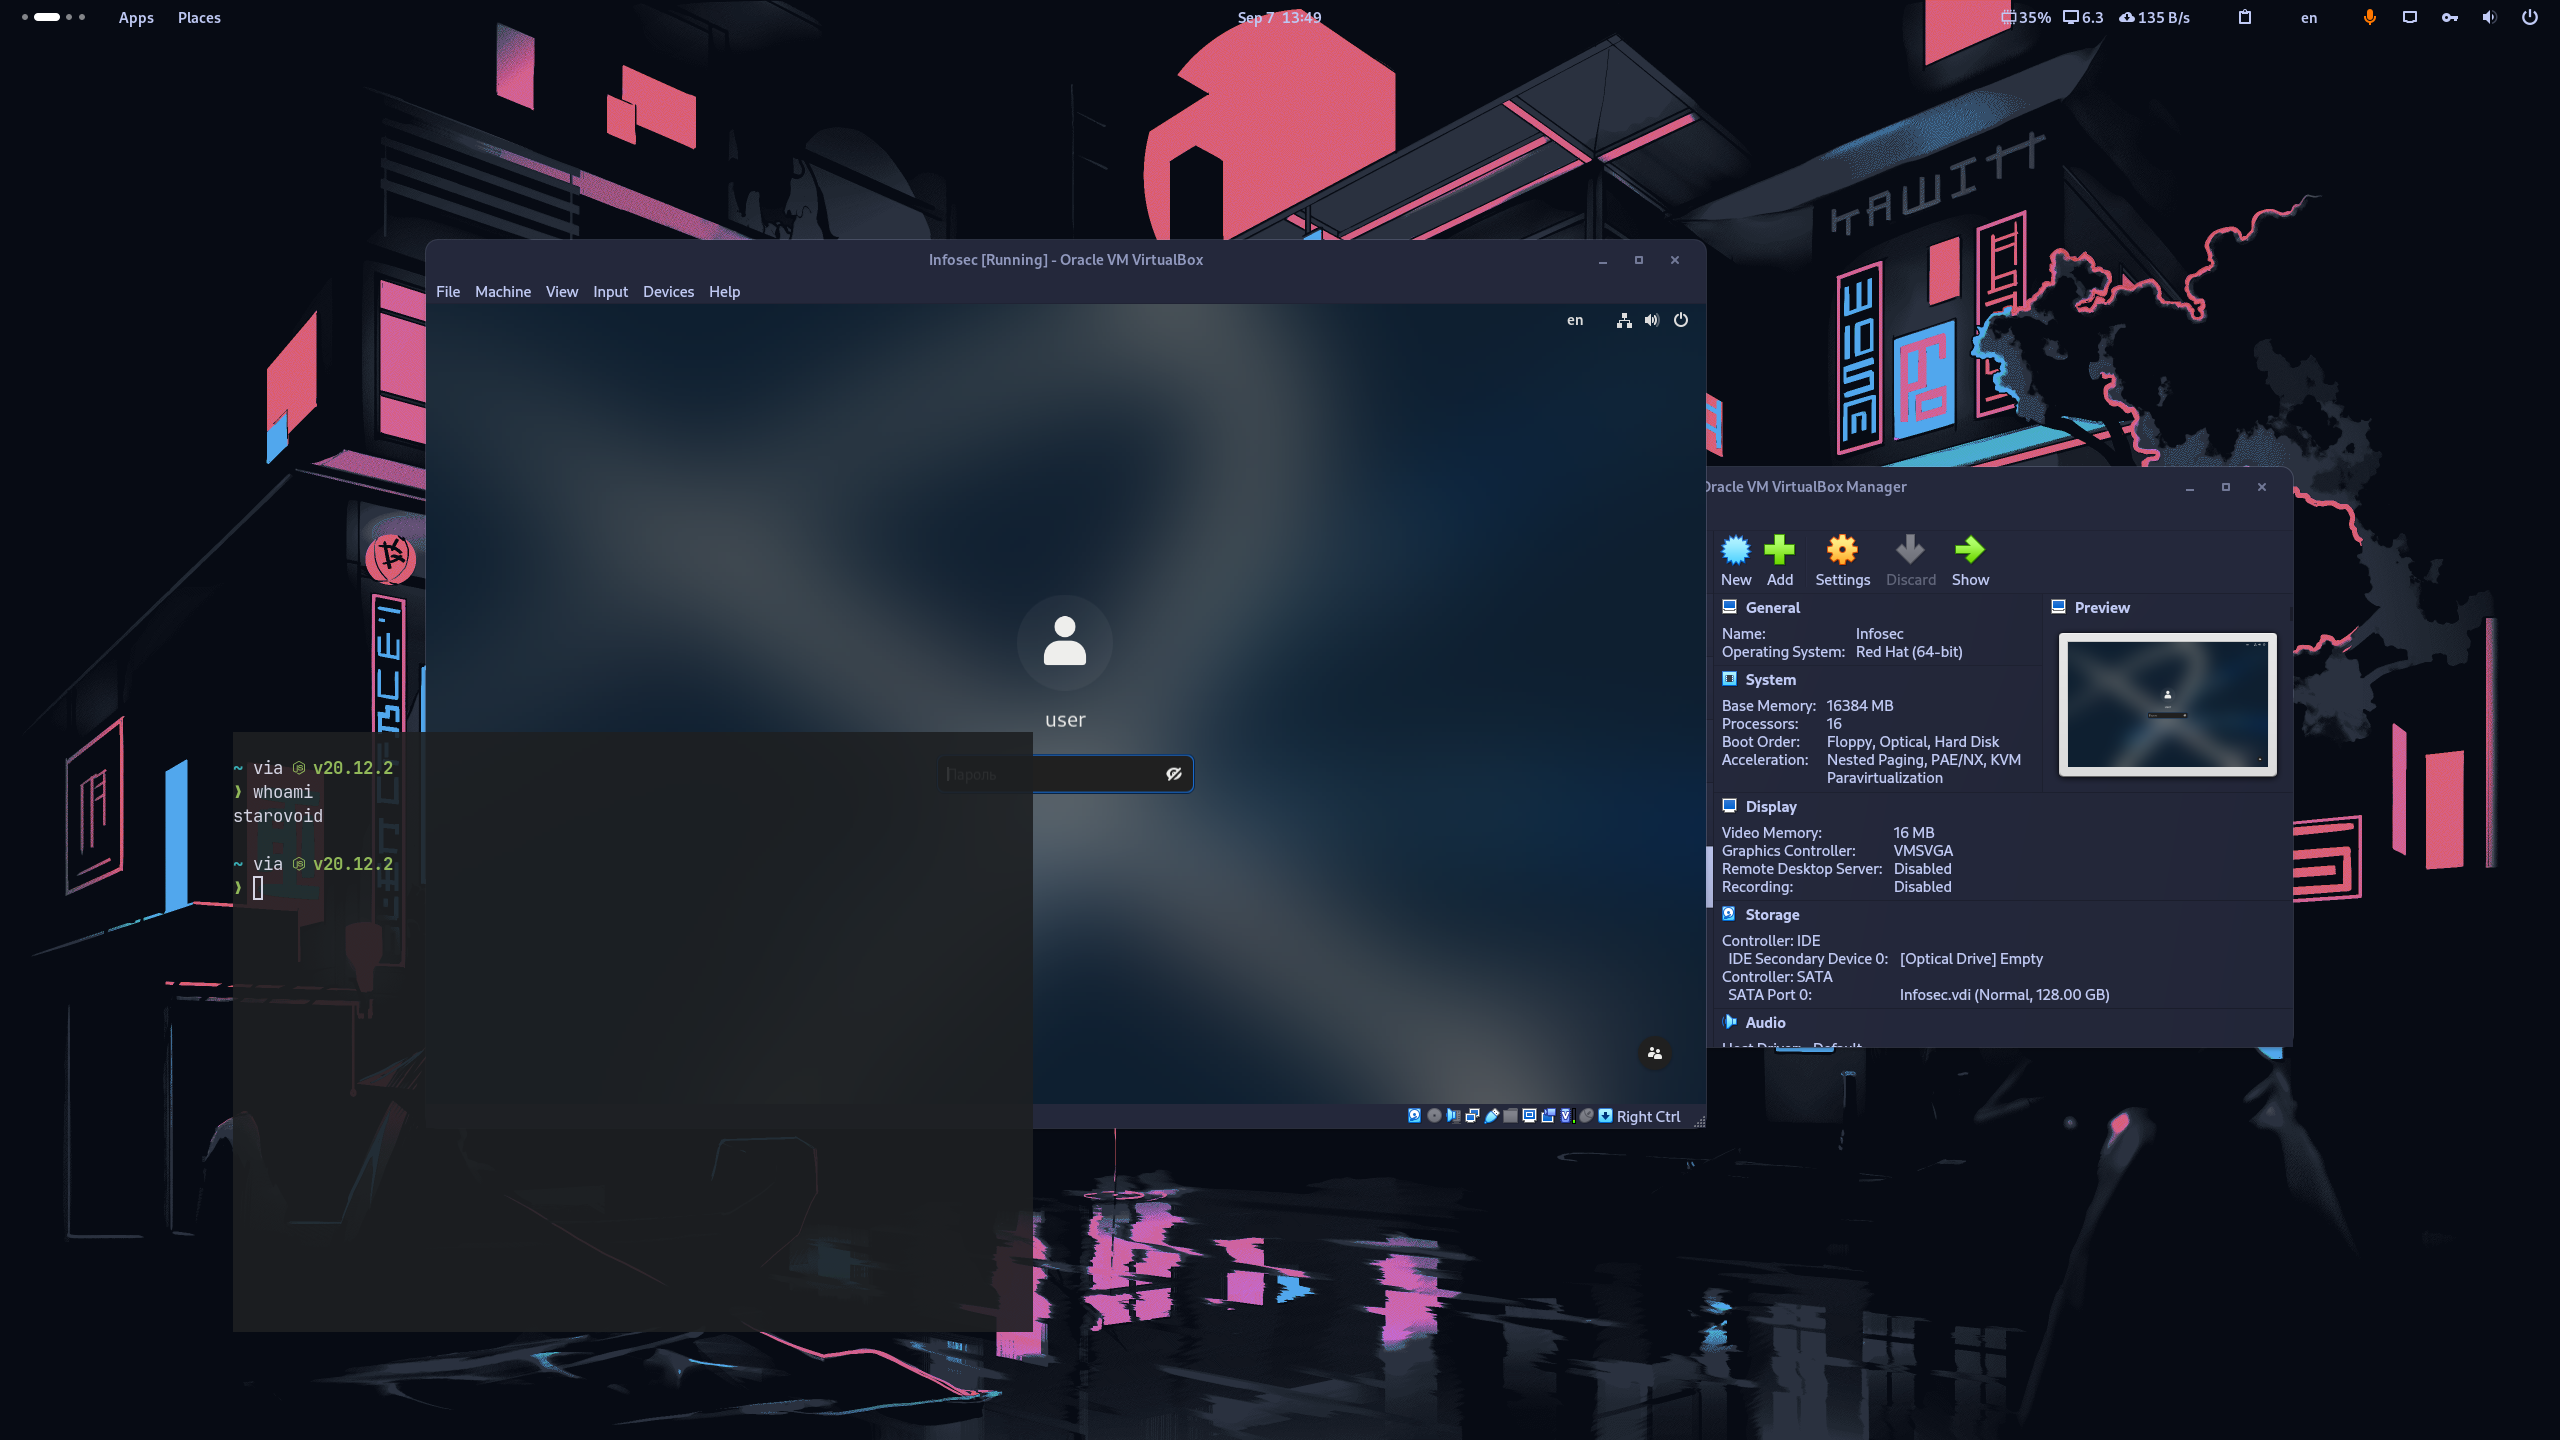 Apps Places
Sep 7 13:49
35% 6.3 135 B/s en
KAWITT
Infosec [Running] - Oracle VM VirtualBox
File Machine View Input Devices Help
en
user
Пароль
Right Ctrl
~ via v20.12.2
❯ whoami
starovoid
~ via v20.12.2
❯
Oracle VM VirtualBox Manager
New Add Settings Discard Show
General
Name: Infosec
Operating System: Red Hat (64-bit)
Preview
System
Base Memory: 16384 MB
Processors: 16
Boot Order: Floppy, Optical, Hard Disk
Acceleration: Nested Paging, PAE/NX, KVM
Paravirtualization
Display
Video Memory: 16 MB
Graphics Controller: VMSVGA
Remote Desktop Server: Disabled
Recording: Disabled
Storage
Controller: IDE
IDE Secondary Device 0: [Optical Drive] Empty
Controller: SATA
SATA Port 0: Infosec.vdi (Normal, 128.00 GB)
Audio
Host Driver: Default